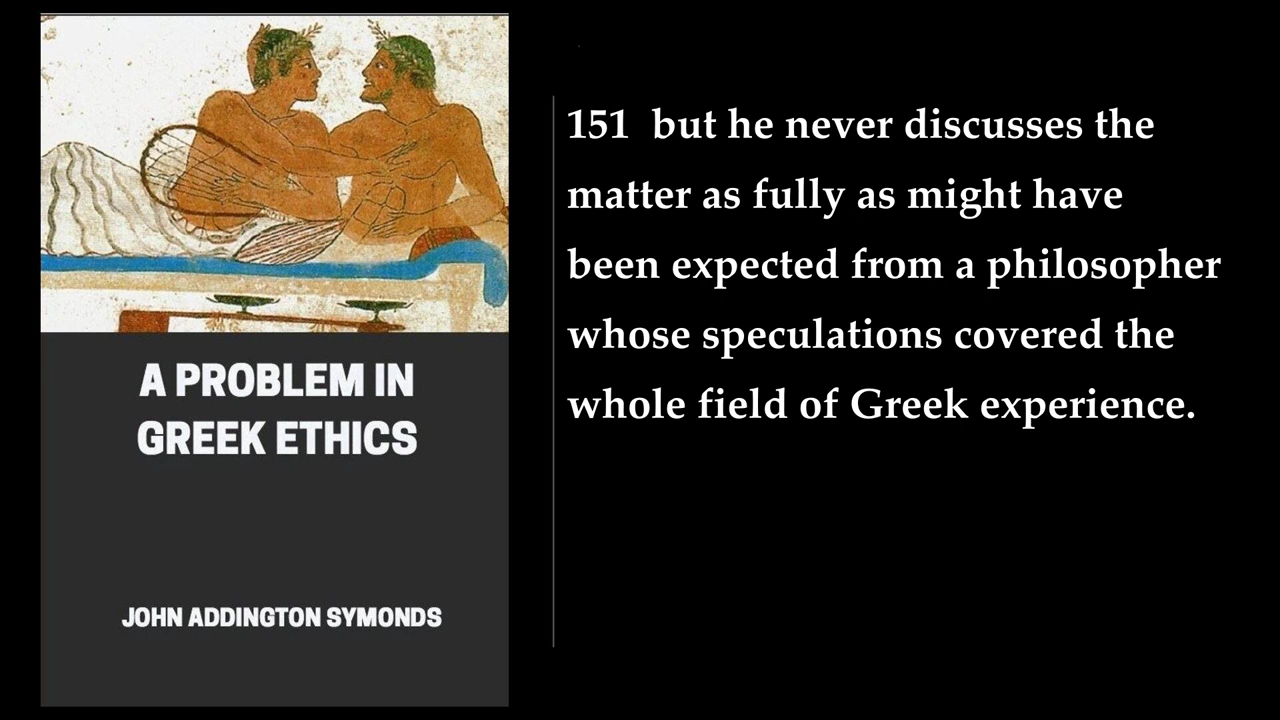 A PROBLEM IN
GREEK ETHICS
JOHN ADDINGTON SYMONDS
151 but he never discusses the
matter as fully as might have
been expected from a philosopher
whose speculations covered the
whole field of Greek experience.